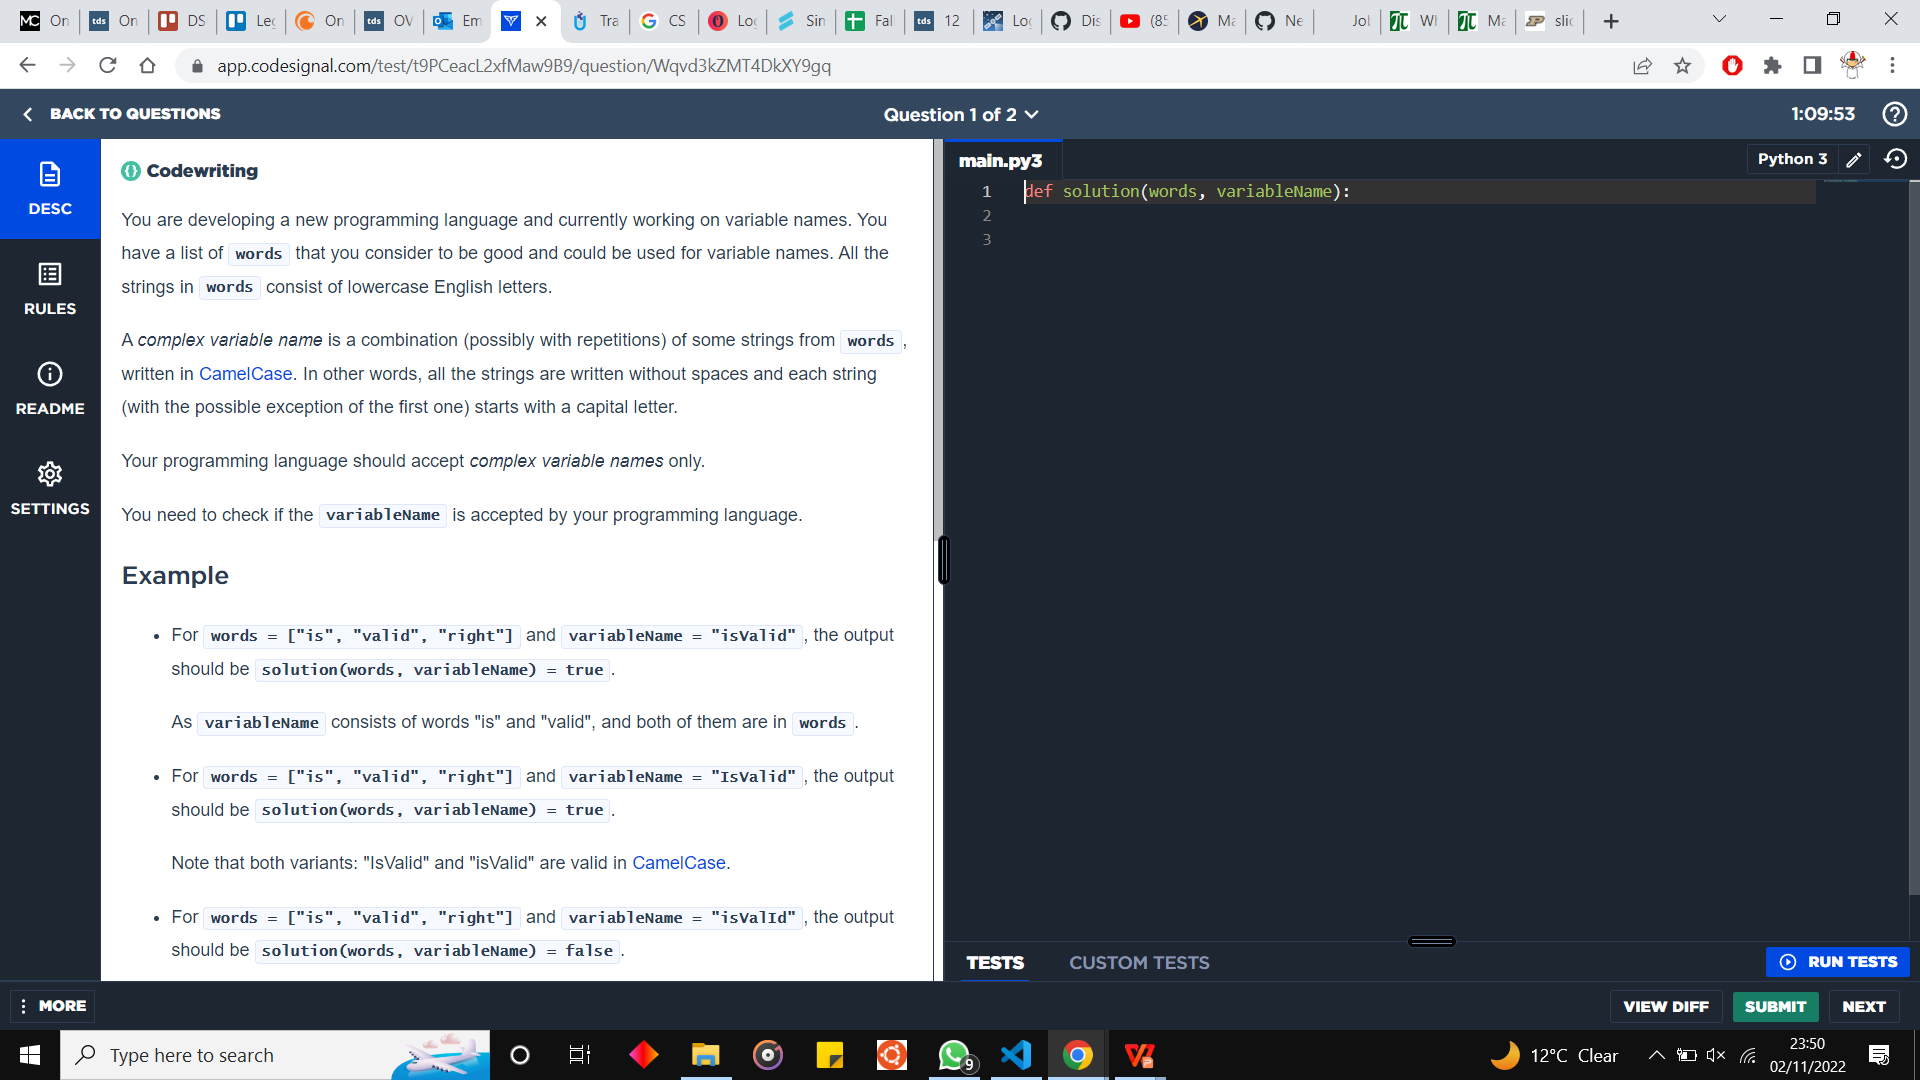 On
On
DS
Leg
On
OV
Em
Tra
CS
Log
Sin
Fall
12
Log
Dis
(85
Ma
Ne
Jol
Wh
Ma
slic
app.codesignal.com/test/t9PCeacL2xfMaw9B9/question/Wqvd3kZMT4DkXY9gq
BACK TO QUESTIONS
Question 1 of 2
1:09:53
DESC
RULES
README
SETTINGS
Codewriting
You are developing a new programming language and currently working on variable names. You
have a list of words that you consider to be good and could be used for variable names. All the
strings in words consist of lowercase English letters.
A complex variable name is a combination (possibly with repetitions) of some strings from words ,
written in CamelCase. In other words, all the strings are written without spaces and each string
(with the possible exception of the first one) starts with a capital letter.
Your programming language should accept complex variable names only.
You need to check if the variableName is accepted by your programming language.
Example
• For words = ["is", "valid", "right"] and variableName = "isValid" , the output
should be solution(words, variableName) = true .
As variableName consists of words "is" and "valid", and both of them are in words .
• For words = ["is", "valid", "right"] and variableName = "IsValid" , the output
should be solution(words, variableName) = true .
Note that both variants: "IsValid" and "isValid" are valid in CamelCase.
• For words = ["is", "valid", "right"] and variableName = "isValId" , the output
should be solution(words, variableName) = false .
main.py3
Python 3
1 def solution(words, variableName):
2
3
TESTS
CUSTOM TESTS
RUN TESTS
MORE
VIEW DIFF
SUBMIT
NEXT
Type here to search
9
12°C Clear
23:50
02/11/2022